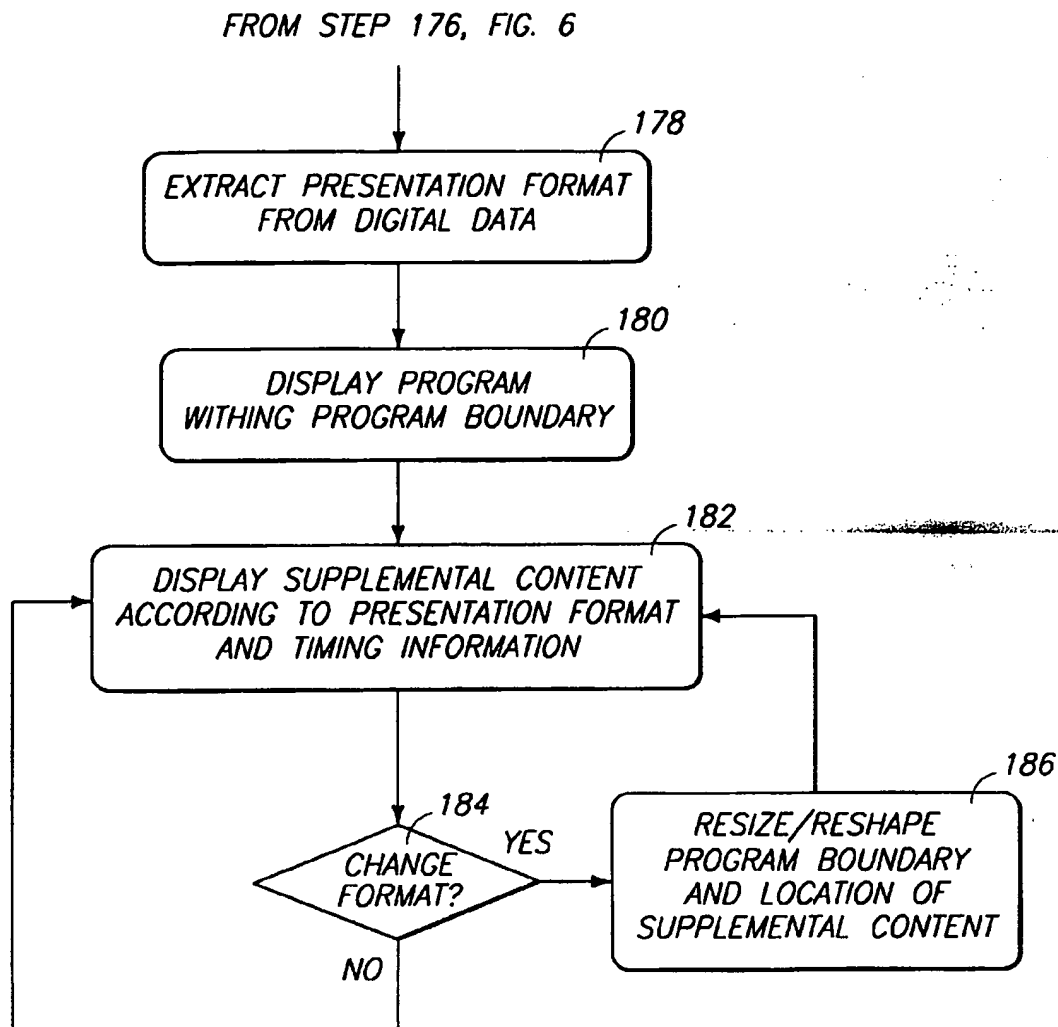 FROM STEP 176, FIG. 6
178
EXTRACT PRESENTATION FORMAT
FROM DIGITAL DATA
180
DISPLAY PROGRAM
WITHING PROGRAM BOUNDARY
182
DISPLAY SUPPLEMENTAL CONTENT
ACCORDING TO PRESENTATION FORMAT
AND TIMING INFORMATION
184
CHANGE
FORMAT?
YES
NO
186
RESIZE/RESHAPE
PROGRAM BOUNDARY
AND LOCATION OF
SUPPLEMENTAL CONTENT